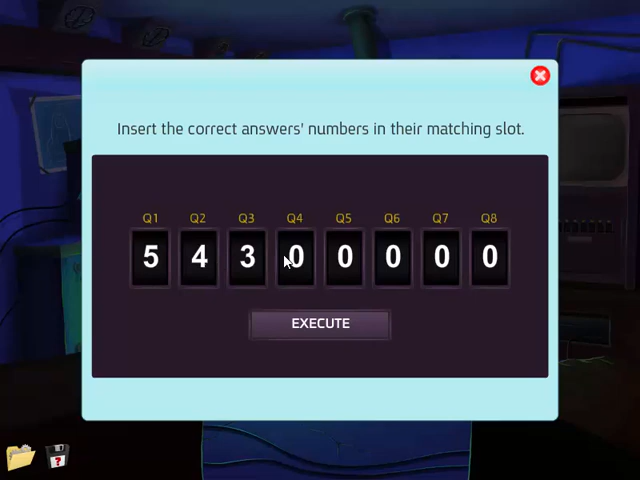 Insert the correct answers' numbers in their matching slot.
Q1 Q2 Q3 Q4 Q5 Q6 Q7 Q8
5 4 3 0 0 0 0 0
EXECUTE
?